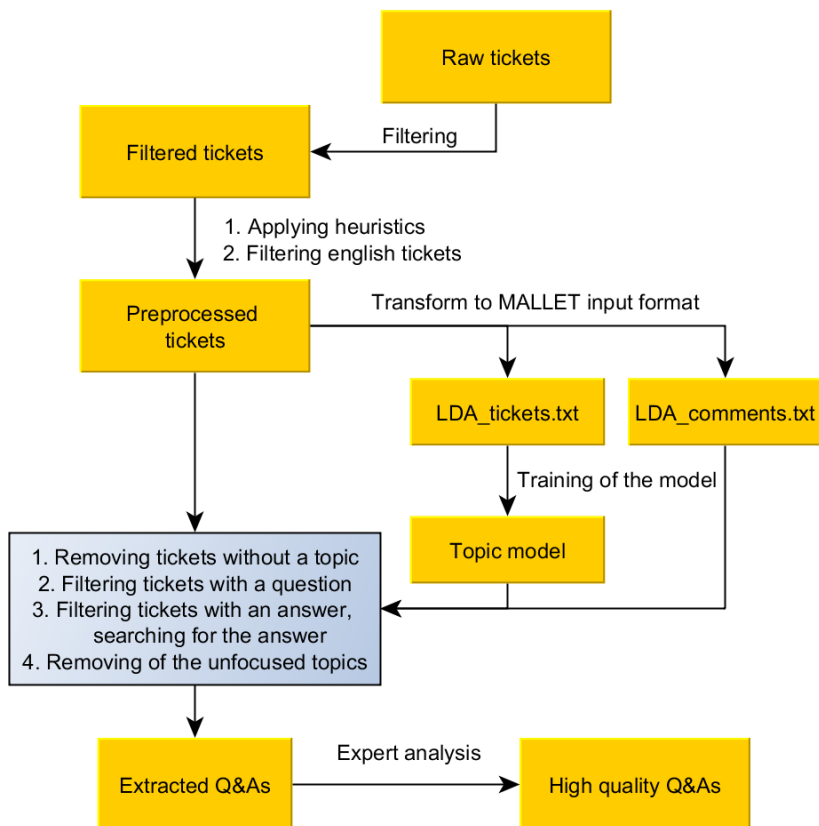 Raw tickets
Filtering
Filtered tickets
1. Applying heuristics
2. Filtering english tickets
Preprocessed
tickets
Transform to MALLET input format
LDA_tickets.txt
LDA_comments.txt
Training of the model
Topic model
1. Removing tickets without a topic
2. Filtering tickets with a question
3. Filtering tickets with an answer,
searching for the answer
4. Removing of the unfocused topics
Extracted Q&As
Expert analysis
High quality Q&As